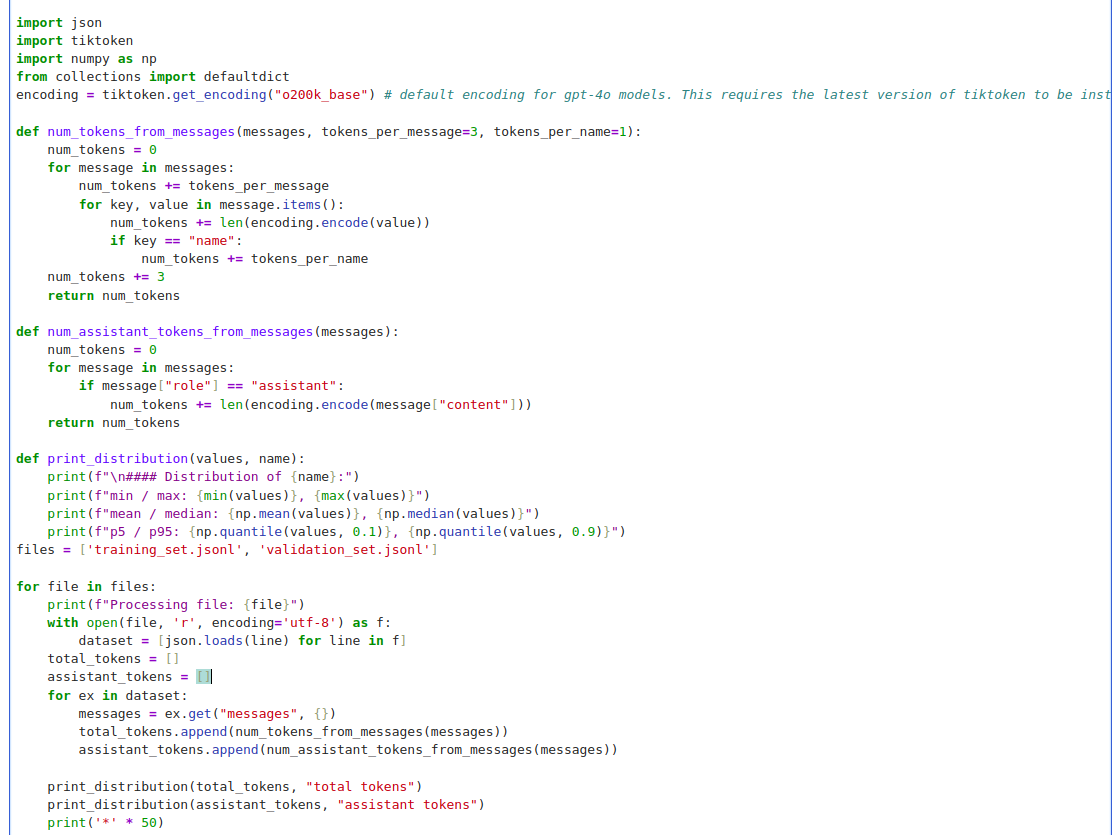 import json
import tiktoken
import numpy as np
from collections import defaultdict
encoding = tiktoken.get_encoding("o200k_base") # default encoding for gpt-4o models. This requires the latest version of tiktoken to be inst

def num_tokens_from_messages(messages, tokens_per_message=3, tokens_per_name=1):
    num_tokens = 0
    for message in messages:
        num_tokens += tokens_per_message
        for key, value in message.items():
            num_tokens += len(encoding.encode(value))
            if key == "name":
                num_tokens += tokens_per_name
    num_tokens += 3
    return num_tokens

def num_assistant_tokens_from_messages(messages):
    num_tokens = 0
    for message in messages:
        if message["role"] == "assistant":
            num_tokens += len(encoding.encode(message["content"]))
    return num_tokens

def print_distribution(values, name):
    print(f"\n#### Distribution of {name}:")
    print(f"min / max: {min(values)}, {max(values)}")
    print(f"mean / median: {np.mean(values)}, {np.median(values)}")
    print(f"p5 / p95: {np.quantile(values, 0.1)}, {np.quantile(values, 0.9)}")
files = ['training_set.jsonl', 'validation_set.jsonl']

for file in files:
    print(f"Processing file: {file}")
    with open(file, 'r', encoding='utf-8') as f:
        dataset = [json.loads(line) for line in f]
    total_tokens = []
    assistant_tokens = []
    for ex in dataset:
        messages = ex.get("messages", {})
        total_tokens.append(num_tokens_from_messages(messages))
        assistant_tokens.append(num_assistant_tokens_from_messages(messages))

    print_distribution(total_tokens, "total tokens")
    print_distribution(assistant_tokens, "assistant tokens")
    print('*' * 50)